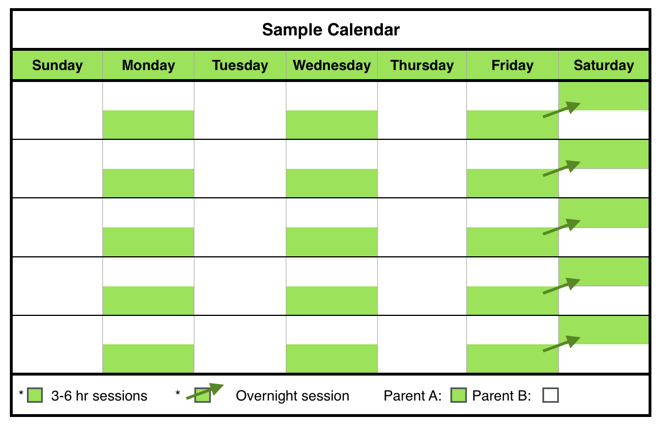 Sample Calendar
Sunday Monday Tuesday Wednesday Thursday Friday Saturday
* 3-6 hr sessions * Overnight session Parent A: Parent B: